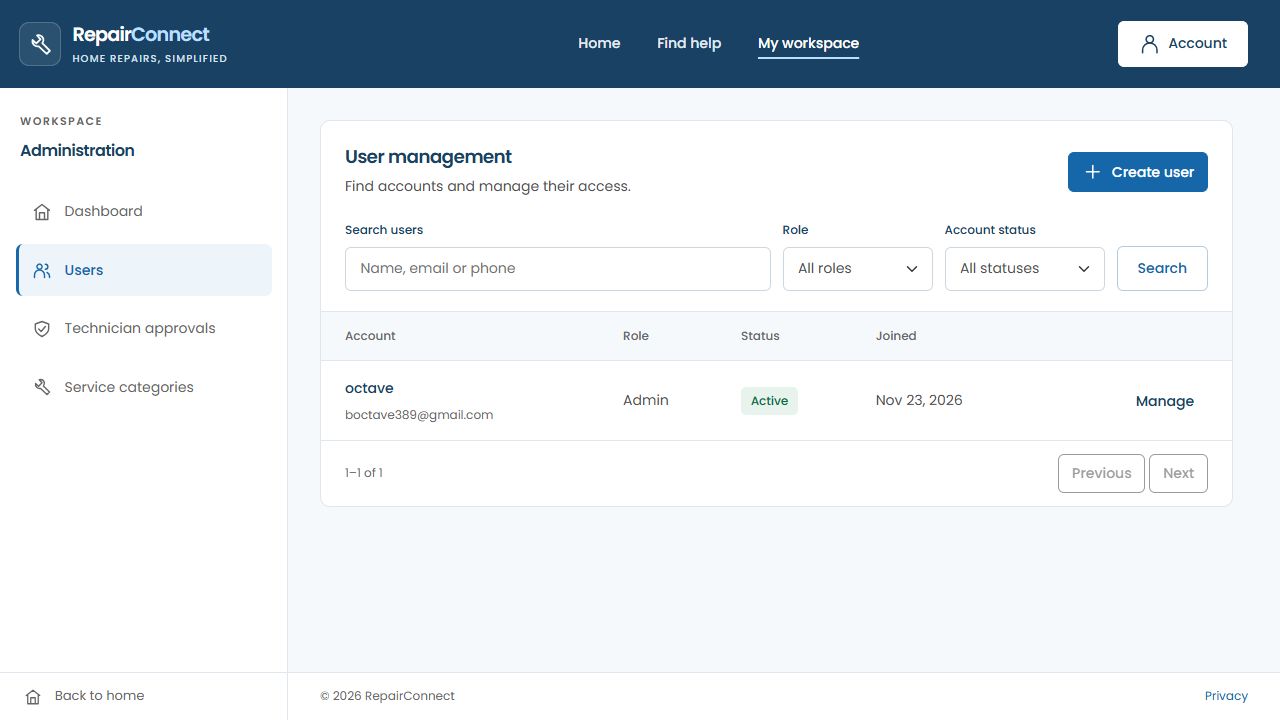 RepairConnect
HOME REPAIRS, SIMPLIFIED
Home
Find help
My workspace
Account
WORKSPACE
Administration
Dashboard
Users
Technician approvals
Service categories
Back to home
User management
Find accounts and manage their access.
Create user
Search users
Role
Account status
Name, email or phone
All roles
All statuses
Search
Account
Role
Status
Joined
octave
boctave389@gmail.com
Admin
Active
Nov 23, 2026
Manage
1–1 of 1
Previous
Next
© 2026 RepairConnect
Privacy